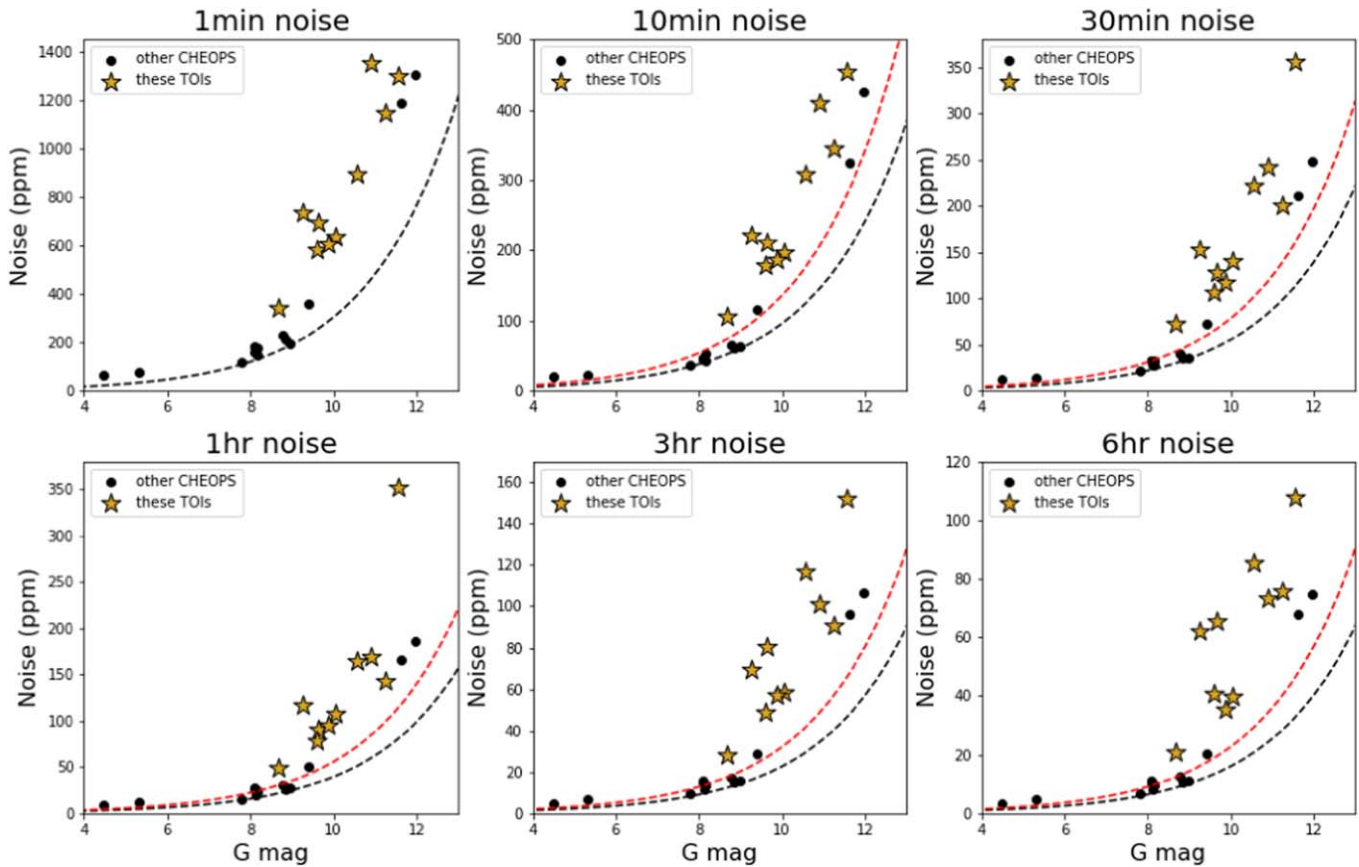 1min noise
10min noise
30min noise
Noise (ppm)
1400
1200
1000
800
600
400
200
0
other CHEOPS
these TOIs
4
6
8
10
12
Noise (ppm)
500
400
300
200
100
0
other CHEOPS
these TOIs
4
6
8
10
12
Noise (ppm)
350
300
250
200
150
100
50
0
other CHEOPS
these TOIs
4
6
8
10
12
1hr noise
3hr noise
6hr noise
Noise (ppm)
350
300
250
200
150
100
50
0
other CHEOPS
these TOIs
4
6
8
10
12
G mag
Noise (ppm)
160
140
120
100
80
60
40
20
0
other CHEOPS
these TOIs
4
6
8
10
12
G mag
Noise (ppm)
120
100
80
60
40
20
0
other CHEOPS
these TOIs
4
6
8
10
12
G mag